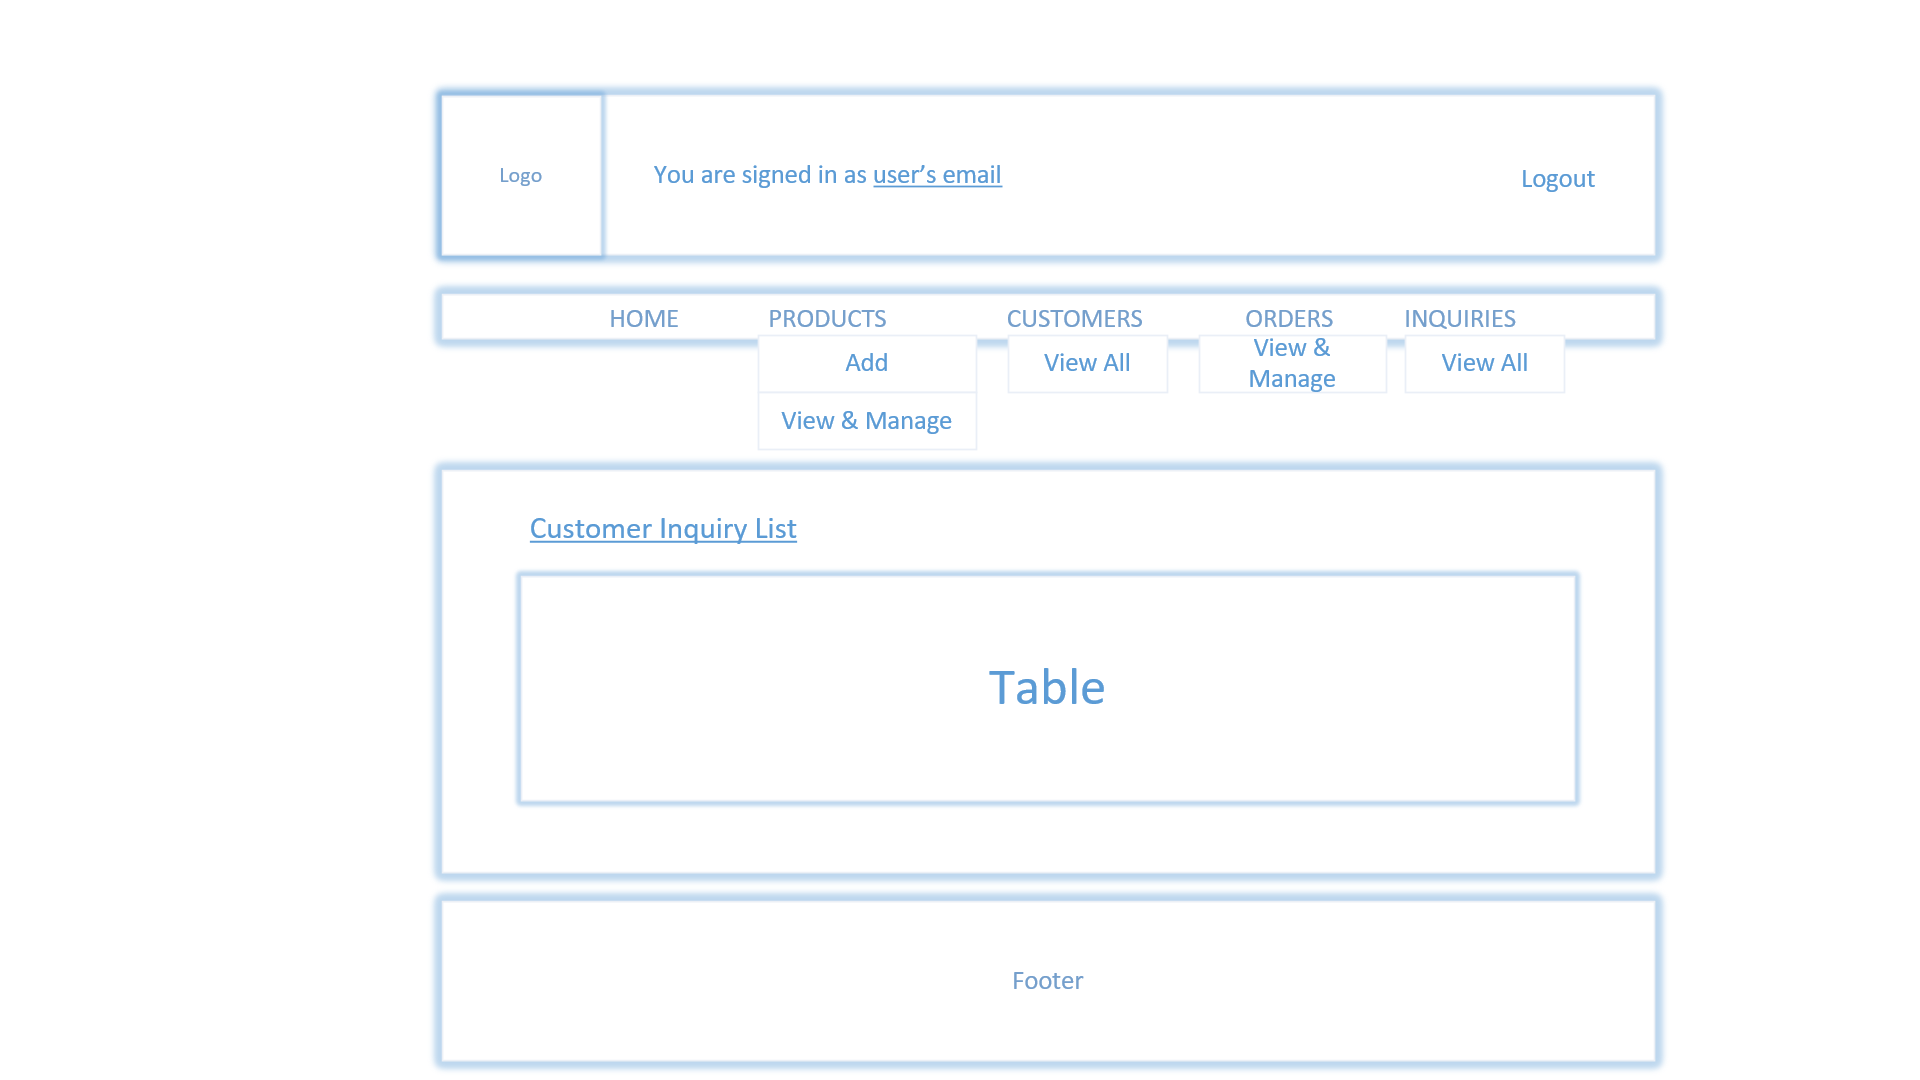 Logo
You are signed in as user’s email
Logout
HOME
PRODUCTS
CUSTOMERS
ORDERS
INQUIRIES
Add
View All
View &
Manage
View All
View & Manage
Customer Inquiry List
Table
Footer